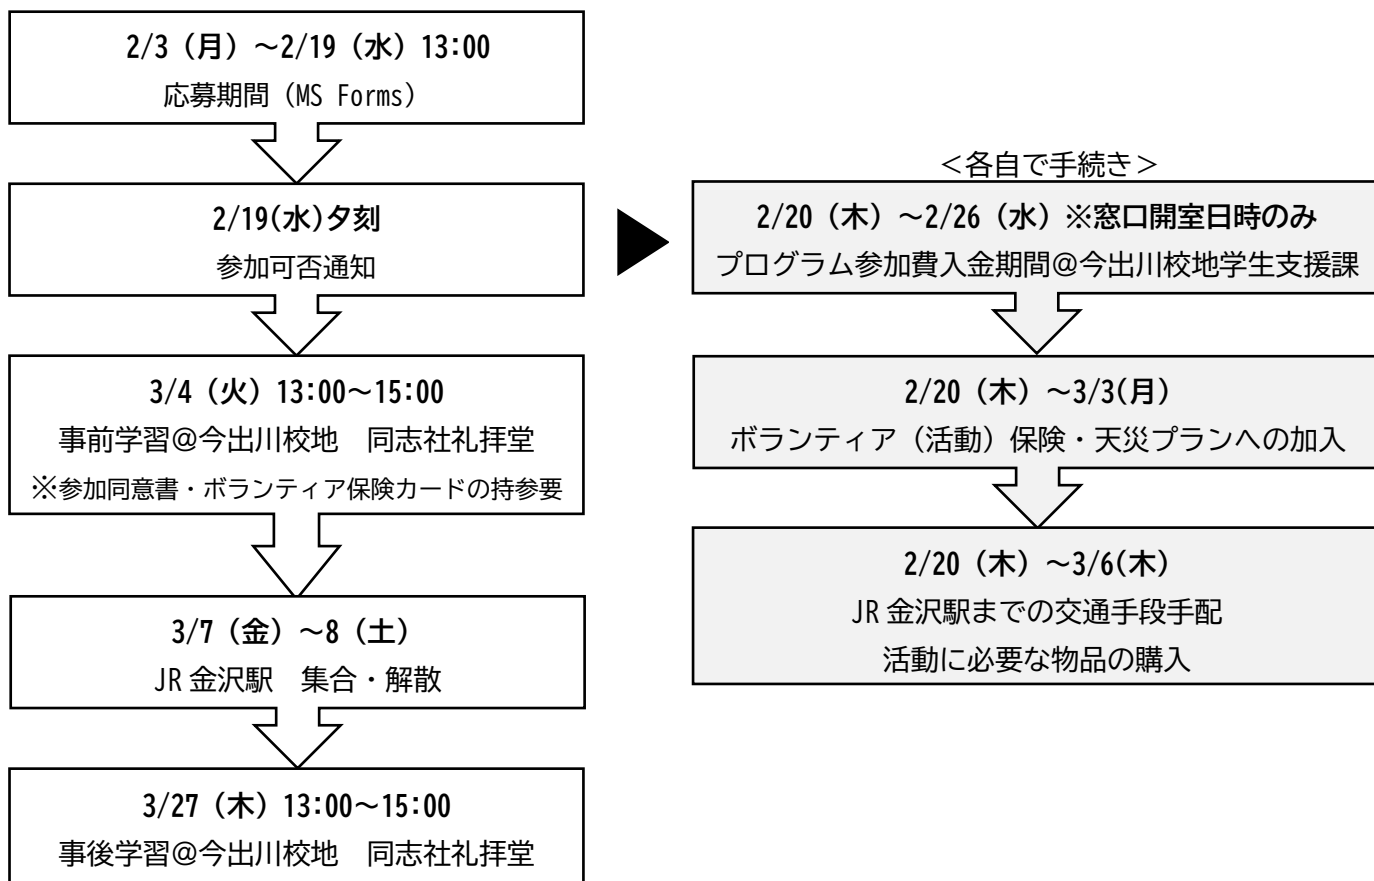 2/3（月）～2/19（水）13:00
応募期間（MS Forms）
2/19(水)夕刻
参加可否通知
3/4（火）13:00～15:00
事前学習@今出川校地　同志社礼拝堂
※参加同意書・ボランティア保険カードの持参要
3/7（金）～8（土）
JR 金沢駅　集合・解散
3/27（木）13:00～15:00
事後学習@今出川校地　同志社礼拝堂
＜各自で手続き＞
2/20（木）～2/26（水）※窓口開室日時のみ
プログラム参加費入金期間@今出川校地学生支援課
2/20（木）～3/3(月)
ボランティア（活動）保険・天災プランへの加入
2/20（木）～3/6(木)
JR 金沢駅までの交通手段手配
活動に必要な物品の購入